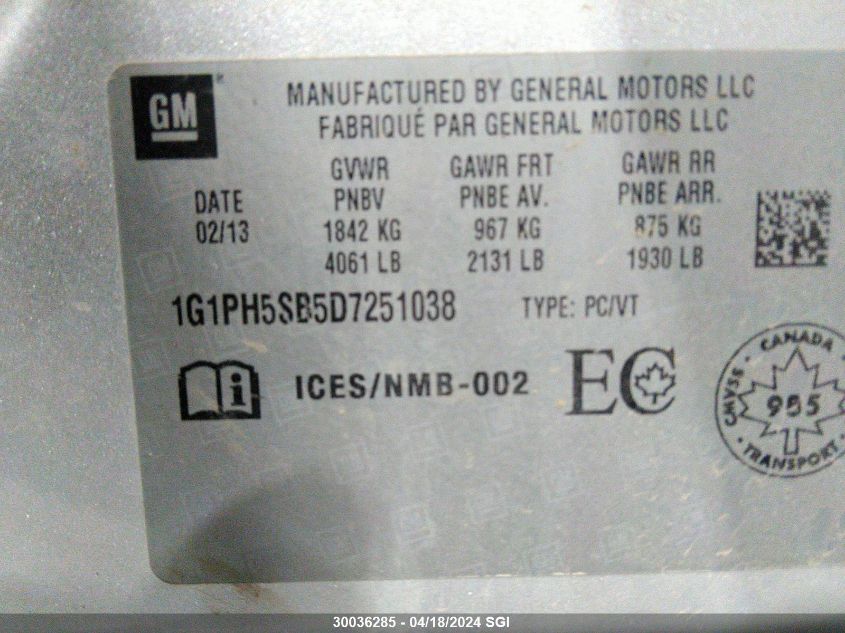 GM
MANUFACTURED BY GENERAL MOTORS LLC
FABRIQUÉ PAR GENERAL MOTORS LLC
DATE
02/13
GVWR
PNBV
1842 KG
4061 LB
GAWR FRT
PNBE AV.
967 KG
2131 LB
GAWR RR
PNBE ARR.
875 KG
1930 LB
1G1PH5SB5D7251038 TYPE: PC/VT
i ICES/NMB-002 EC
CANADA
CMVSS 955 NSVAC
TRANSPORT
30036285 - 04/18/2024 SGI